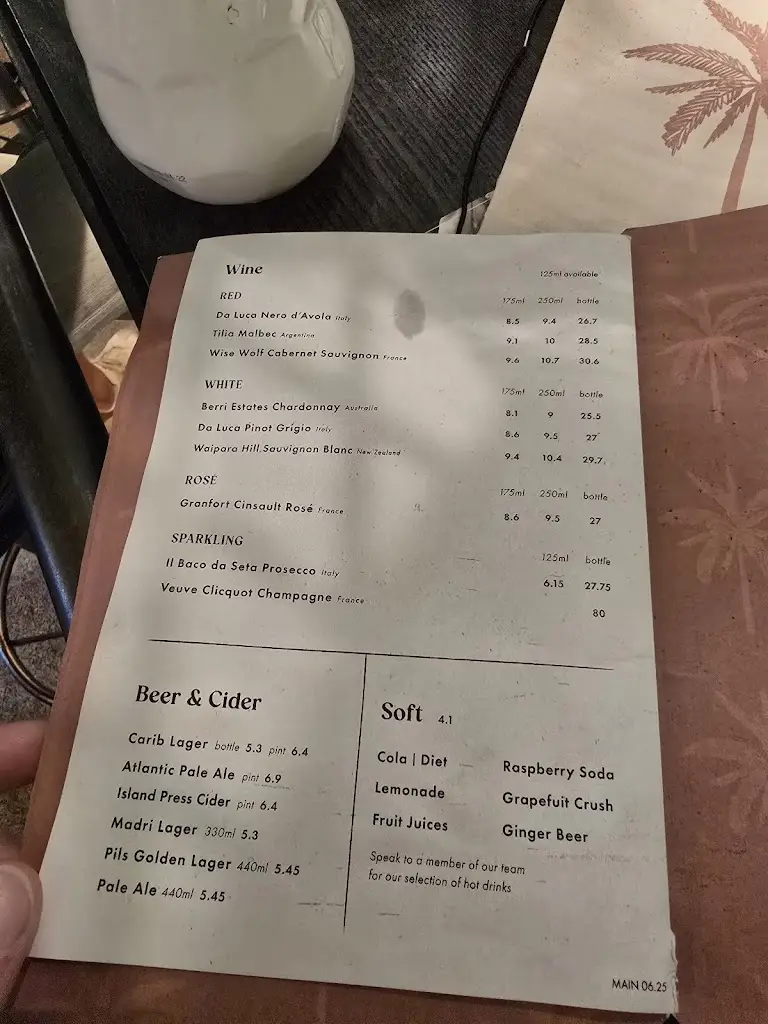 Wine 125ml available
RED 175ml 250ml bottle
Da Luca Nero d'Avola Italy 8.5 9.4 26.7
Tilia Malbec Argentina 9.1 10 28.5
Wise Wolf Cabernet Sauvignon France 9.6 10.7 30.6
WHITE 175ml 250ml bottle
Berri Estates Chardonnay Australia 8.1 9 25.5
Da Luca Pinot Grigio Italy 8.6 9.5 27
Waipara Hill Sauvignon Blanc New Zealand 9.4 10.4 29.7
ROSÉ 175ml 250ml bottle
Granfort Cinsault Rosé France 8.6 9.5 27
SPARKLING 125ml bottle
Il Baco da Seta Prosecco Italy 6.15 27.75
Veuve Clicquot Champagne France 80
Beer & Cider
Carib Lager bottle 5.3 pint 6.4
Atlantic Pale Ale pint 6.9
Island Press Cider pint 6.4
Madri Lager 330ml 5.3
Pils Golden Lager 440ml 5.45
Pale Ale 440ml 5.45
Soft 4.1
Cola | Diet
Lemonade
Fruit Juices
Raspberry Soda
Grapefuit Crush
Ginger Beer
Speak to a member of our team
for our selection of hot drinks
MAIN 06.25